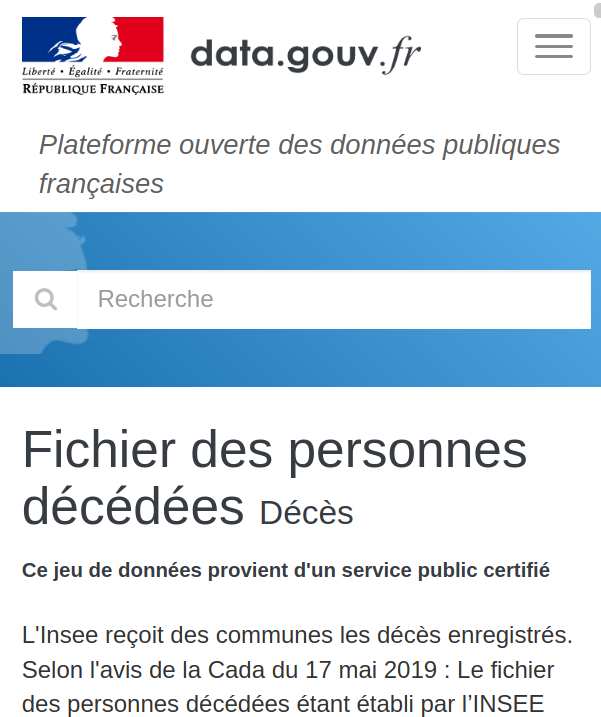 Liberté • Égalité • Fraternité
RÉPUBLIQUE FRANÇAISE
data.gouv.fr
Plateforme ouverte des données publiques
françaises
Recherche
Fichier des personnes
décédées Décès
Ce jeu de données provient d'un service public certifié
L'Insee reçoit des communes les décès enregistrés.
Selon l'avis de la Cada du 17 mai 2019 : Le fichier
des personnes décédées étant établi par l’INSEE